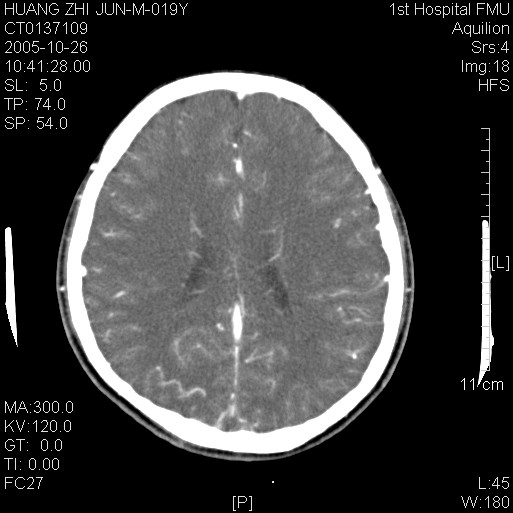 HUANG ZHI JUN-M-019Y
CT0137109
2005-10-26
10:41:28.00
SL: 5.0
TP: 74.0
SP: 54.0
1st Hospital FMU
Aquilion
Srs:4
Img:18
HFS
[L]
11 cm
MA:300.0
KV:120.0
GT: 0.0
TI: 0.00
FC27
[P]
L:45
W:180